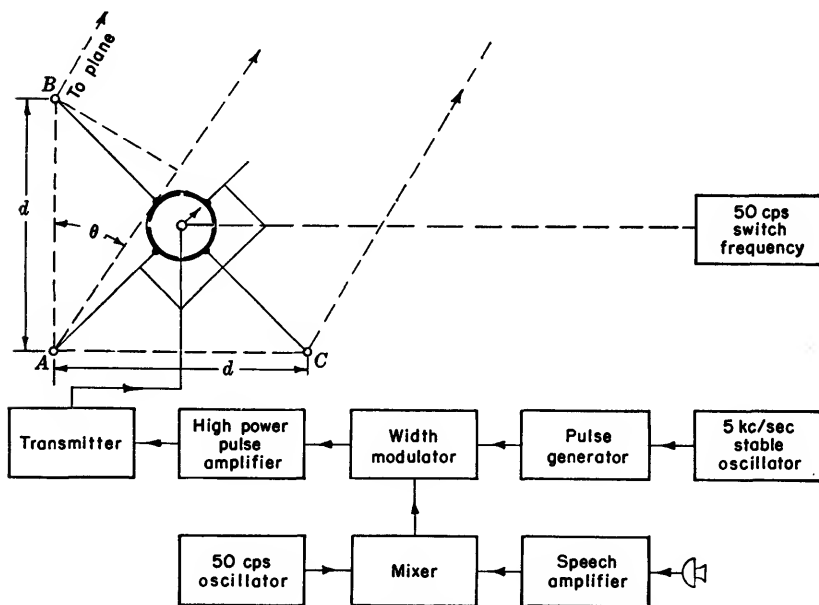 B
To plane
d
θ
50 cps
switch
frequency
A
C
d
Transmitter
High power
pulse
amplifier
Width
modulator
Pulse
generator
5 kc/sec
stable
oscillator
50 cps
oscillator
Mixer
Speech
amplifier